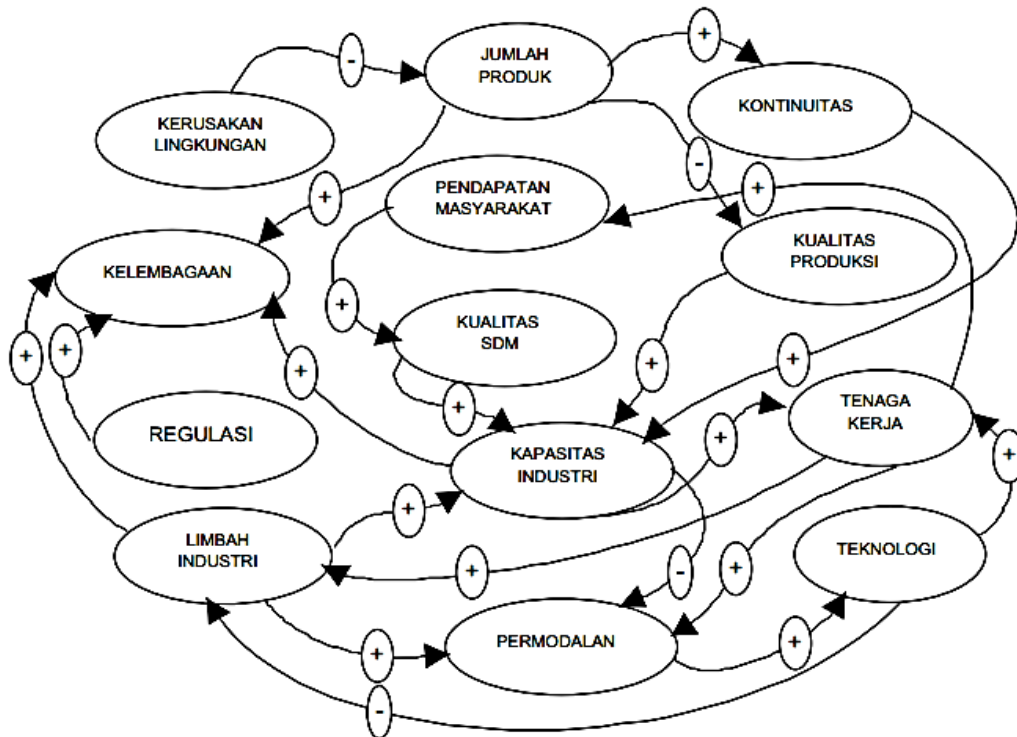 JUMLAH
PRODUK
+
-
KONTINUITAS
KERUSAKAN
LINGKUNGAN
-
+
PENDAPATAN
MASYARAKAT
+
KUALITAS
PRODUKSI
KELEMBAGAAN
+
KUALITAS
SDM
+
+
+
+
+
+
TENAGA
KERJA
REGULASI
+
+
KAPASITAS
INDUSTRI
+
LIMBAH
INDUSTRI
+
TEKNOLOGI
+
-
+
PERMODALAN
+
+
-